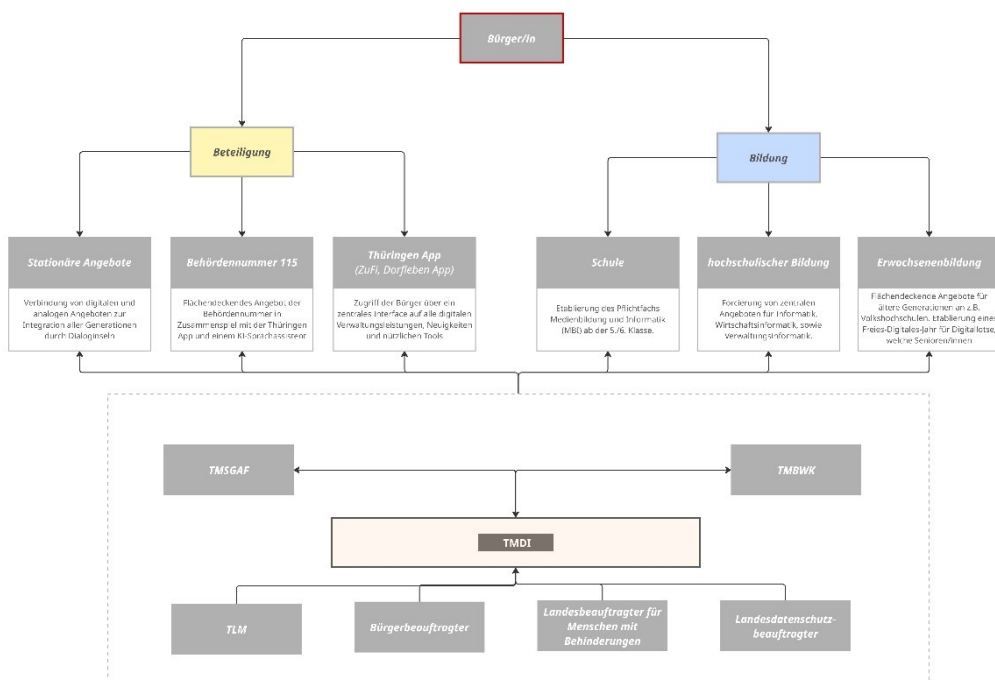 Bürger/in
Beteiligung
Bildung
Stationäre Angebote
Verbindung von digitalen und
analogen Angeboten zur
Integration aller Generationen
durch Dialoginseln
Behördennummer 115
Flächendeckendes Angebot der
Behördennummer in
Zusammenspiel mit der Thüringen
App und einem KI-Sprachassistent
Thüringen App
(ZuFi, Dorfleben App)
Zugriff der Bürger über ein
zentrales Interface auf alle digitalen
Verwaltungsleistungen, Neuigkeiten
und nützlichen Tools
Schule
Etablierung des Pflichtfachs
Medienbildung und Informatik
(MBI) ab der 5./6. Klasse.
hochschulischer Bildung
Forcierung von zentralen
Angeboten für Informatik,
Wirtschaftsinformatik, sowie
Verwaltungsinformatik.
Erwachsenenbildung
Flächendeckende Angebote für
ältere Generationen an z.B.
Volkshochschulen. Etablierung eines
Freies-Digitales-Jahr für Digitallotse,
welche Senioren/innen
TMSGAF
TMBWK
TMDI
TLM
Bürgerbeauftragter
Landesbeauftragter für
Menschen mit
Behinderungen
Landesdatenschutz-
beauftragter